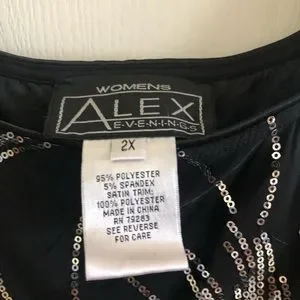 WOMENS
ALEX
E·V·E·N·I·N·G·S
2X
95% POLYESTER
5% SPANDEX
SATIN TRIM:
100% POLYESTER
MADE IN CHINA
RN 79283
SEE REVERSE
FOR CARE